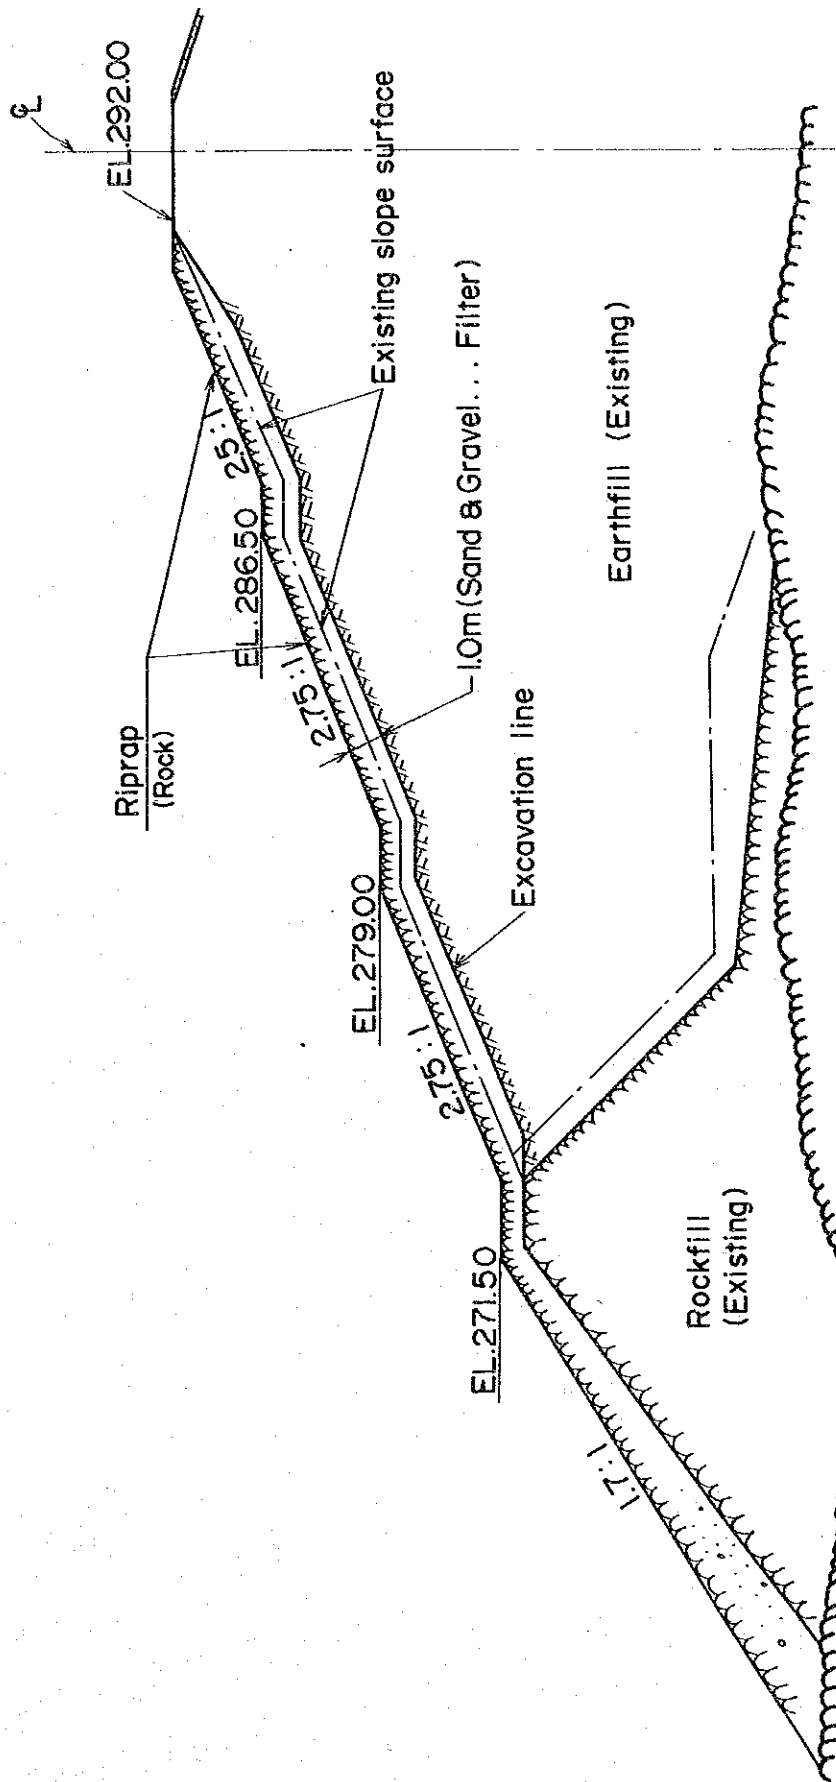 ℄
EL.292.00
Existing slope surface
2.5:1
EL.286.50
Riprap
(Rock)
2.75:1
1.0m(Sand & Gravel... Filter)
Earthfill (Existing)
EL.279.00
Excavation line
2.75:1
EL.271.50
Rockfill
(Existing)
1.7:1